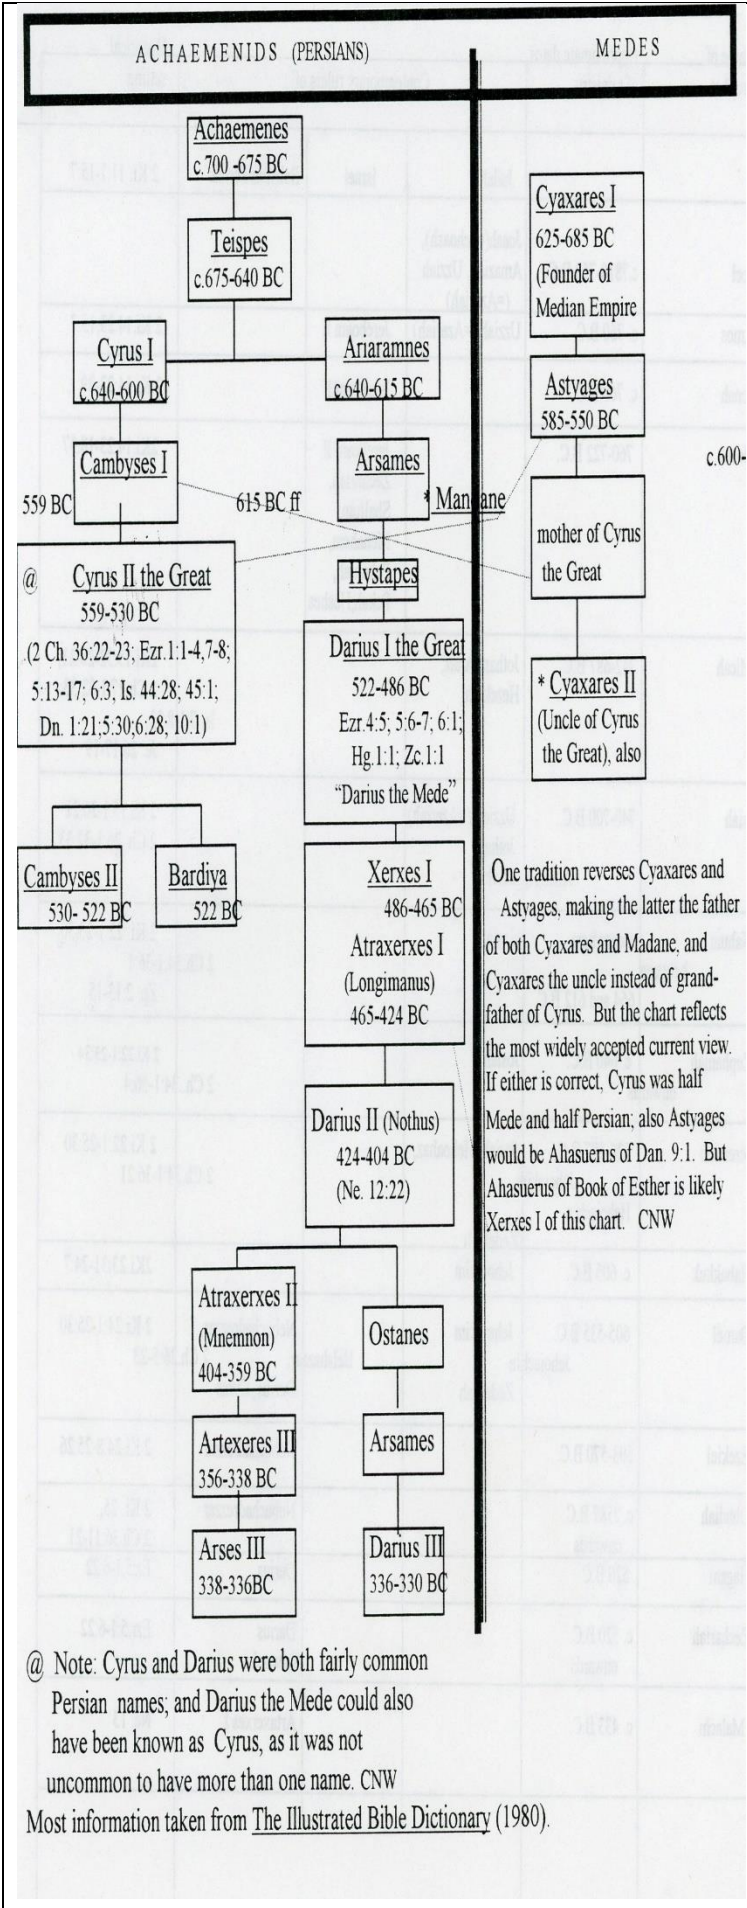 ACHAEMENIDS (PERSIANS)
MEDES
Achaemenes
c.700 -675 BC
Teispes
c.675-640 BC
Cyrus I
c.640-600 BC
Ariaramnes
c.640-615 BC
Cambyses I
559 BC
Arsames
615 BC ff
* Mandane
Hystapes
@ Cyrus II the Great
559-530 BC
(2 Ch. 36:22-23; Ezr.1:1-4,7-8;
5:13-17; 6:3; Is. 44:28; 45:1;
Dn. 1:21;5:30;6:28; 10:1)
Darius I the Great
522-486 BC
Ezr.4:5; 5:6-7; 6:1;
Hg.1:1; Zc.1:1
“Darius the Mede”
Cambyses II
530- 522 BC
Bardiya
522 BC
Xerxes I
486-465 BC
Atraxerxes I
(Longimanus)
465-424 BC
Darius II (Nothus)
424-404 BC
(Ne. 12:22)
Atraxerxes II
(Mnemnon)
404-359 BC
Ostanes
Artexeres III
356-338 BC
Arsames
Arses III
338-336BC
Darius III
336-330 BC
Cyaxares I
625-685 BC
(Founder of
Median Empire
Astyages
585-550 BC
c.600-
mother of Cyrus
the Great
* Cyaxares II
(Uncle of Cyrus
the Great), also
One tradition reverses Cyaxares and
Astyages, making the latter the father
of both Cyaxares and Madane, and
Cyaxares the uncle instead of grand-
father of Cyrus. But the chart reflects
the most widely accepted current view.
If either is correct, Cyrus was half
Mede and half Persian; also Astyages
would be Ahasuerus of Dan. 9:1. But
Ahasuerus of Book of Esther is likely
Xerxes I of this chart. CNW
@ Note: Cyrus and Darius were both fairly common
Persian names; and Darius the Mede could also
have been known as Cyrus, as it was not
uncommon to have more than one name. CNW
Most information taken from The Illustrated Bible Dictionary (1980).